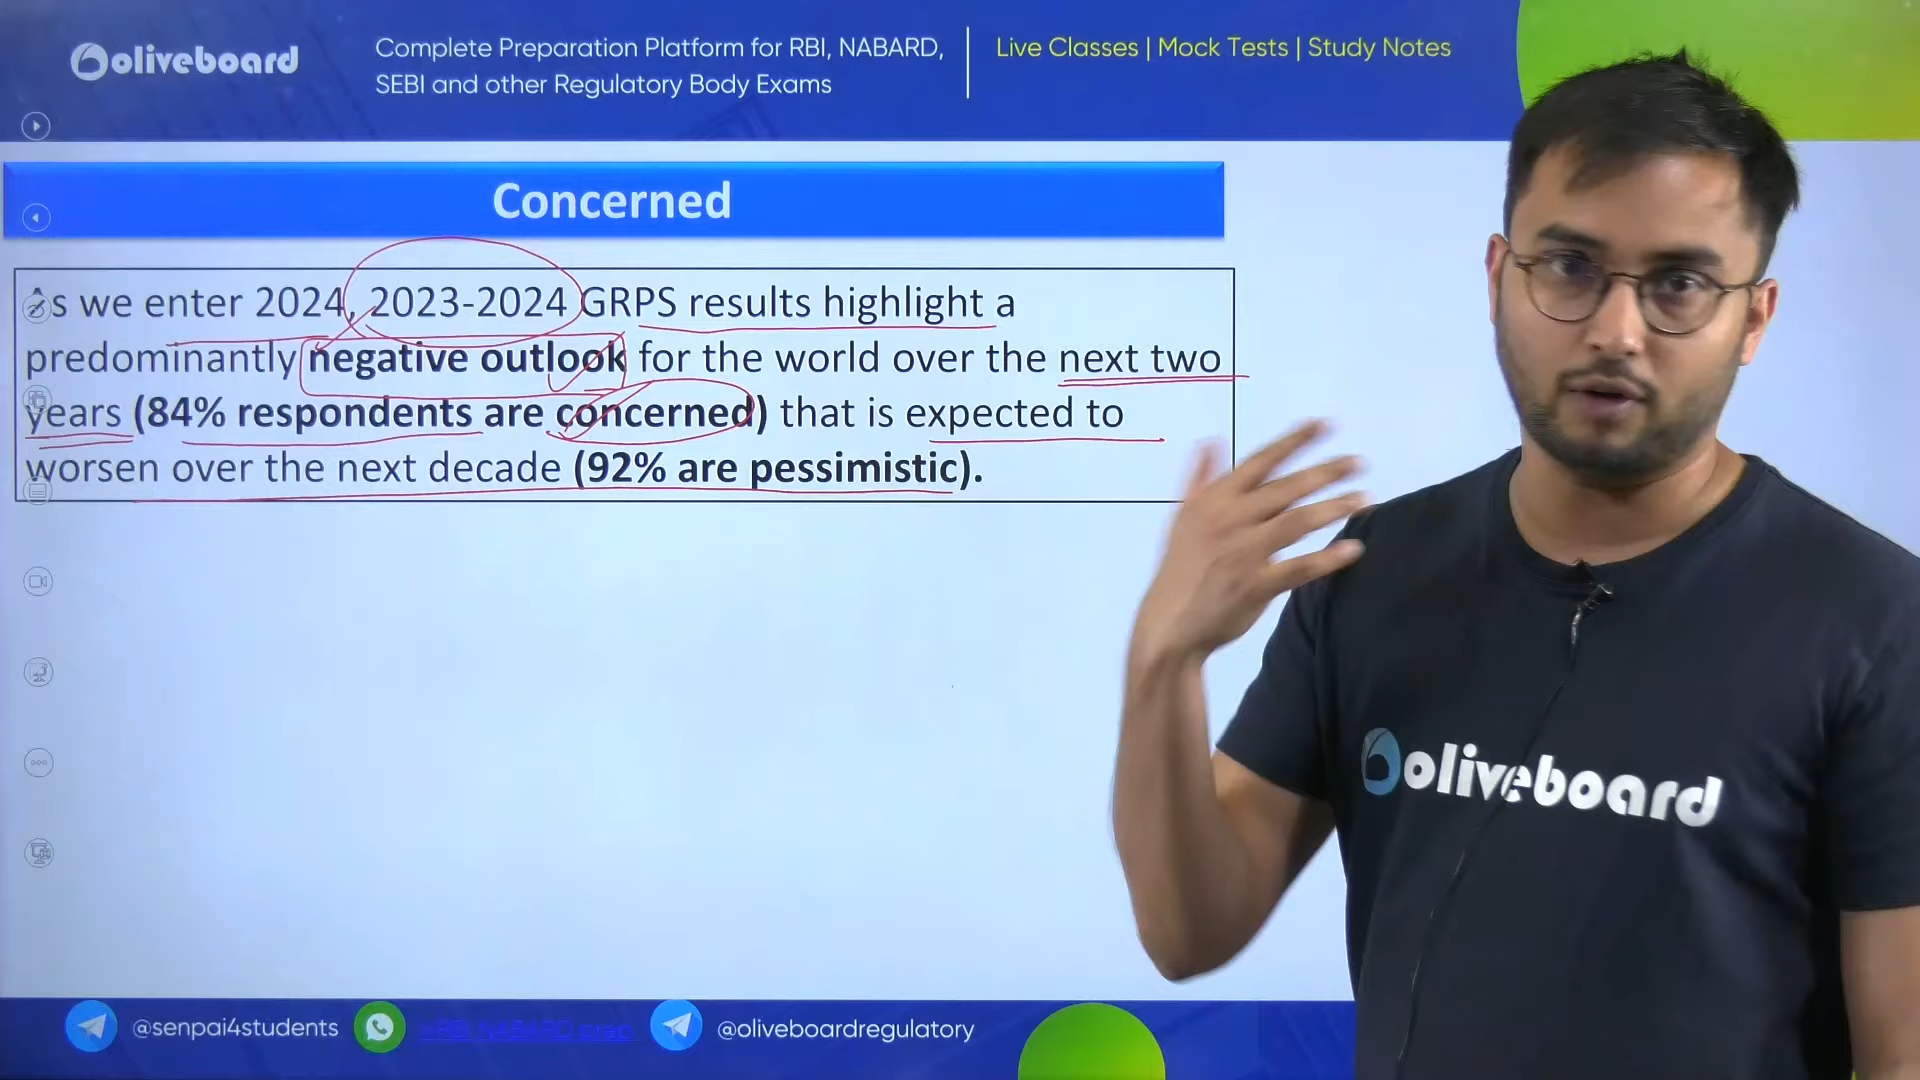 oliveboard
Complete Preparation Platform for RBI, NABARD,
SEBI and other Regulatory Body Exams
Live Classes | Mock Tests | Study Notes
Concerned
As we enter 2024, 2023-2024 GRPS results highlight a
predominantly negative outlook for the world over the next two
years (84% respondents are concerned) that is expected to
worsen over the next decade (92% are pessimistic).
oliveboard
@senpai4students
RBI NABARD prep
@oliveboardregulatory